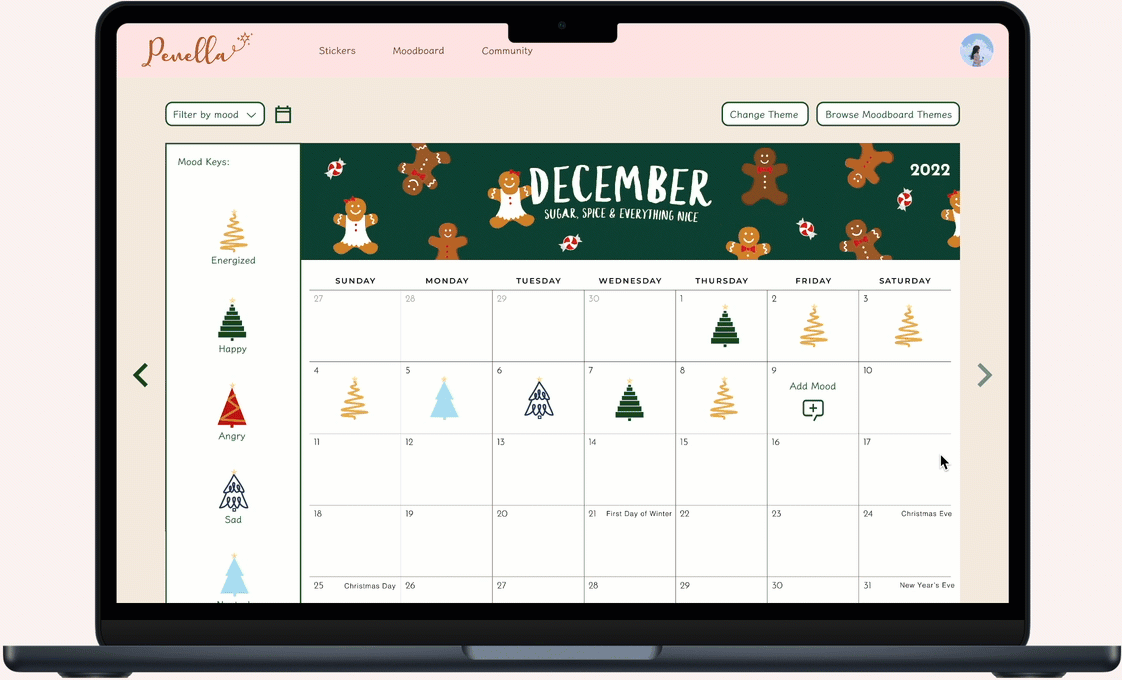 Penella
Stickers Moodboard Community
Filter by mood
Change Theme Browse Moodboard Themes
Mood Keys:
Energized
Happy
Angry
Sad
DECEMBER
SUGAR, SPICE & EVERYTHING NICE
2022
SUNDAY MONDAY TUESDAY WEDNESDAY THURSDAY FRIDAY SATURDAY
27 28 29 30 1 2 3
4 5 6 7 8 9 10
Add Mood
11 12 13 14 15 16 17
18 19 20 21 First Day of Winter 22 23 24 Christmas Eve
25 Christmas Day 26 27 28 29 30 31 New Year's Eve